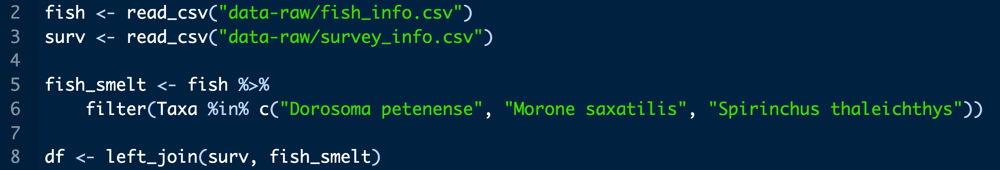 2 fish <- read_csv("data-raw/fish_info.csv")
3 surv <- read_csv("data-raw/survey_info.csv")
4
5 fish_smelt <- fish %>%
6     filter(Taxa %in% c("Dorosoma petenense", "Morone saxatilis", "Spirinchus thaleichthys"))
7
8 df <- left_join(surv, fish_smelt)